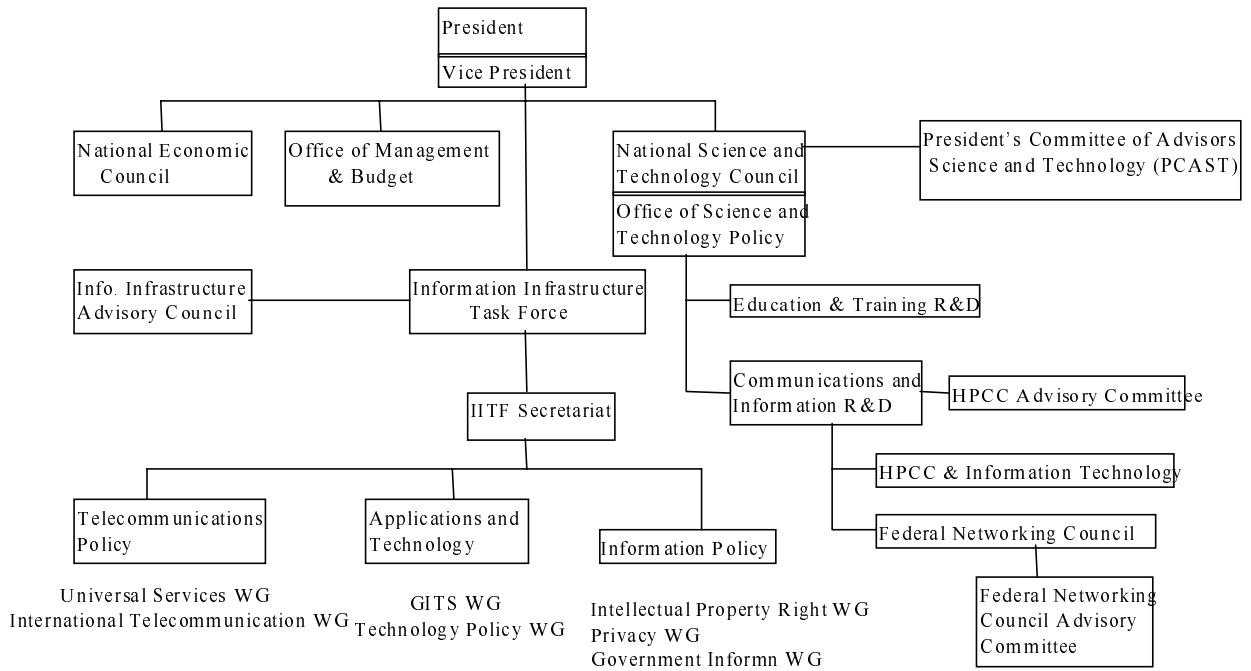 President
Vice President
National Economic
Council
Office of Management
& Budget
National Science and
Technology Council
Office of Science and
Technology Policy
President's Committee of Advisors
Science and Technology (PCAST)
Info. Infrastructure
Advisory Council
Information Infrastructure
Task Force
Education & Training R&D
Communications and
Information R&D
HPCC Advisory Committee
IITF Secretariat
HPCC & Information Technology
Telecommunications
Policy
Applications and
Technology
Information Policy
Federal Networking Council
Universal Services WG
International Telecommunication WG
GITS WG
Technology Policy WG
Intellectual Property Right WG
Privacy WG
Government Informn WG
Federal Networking
Council Advisory
Committee